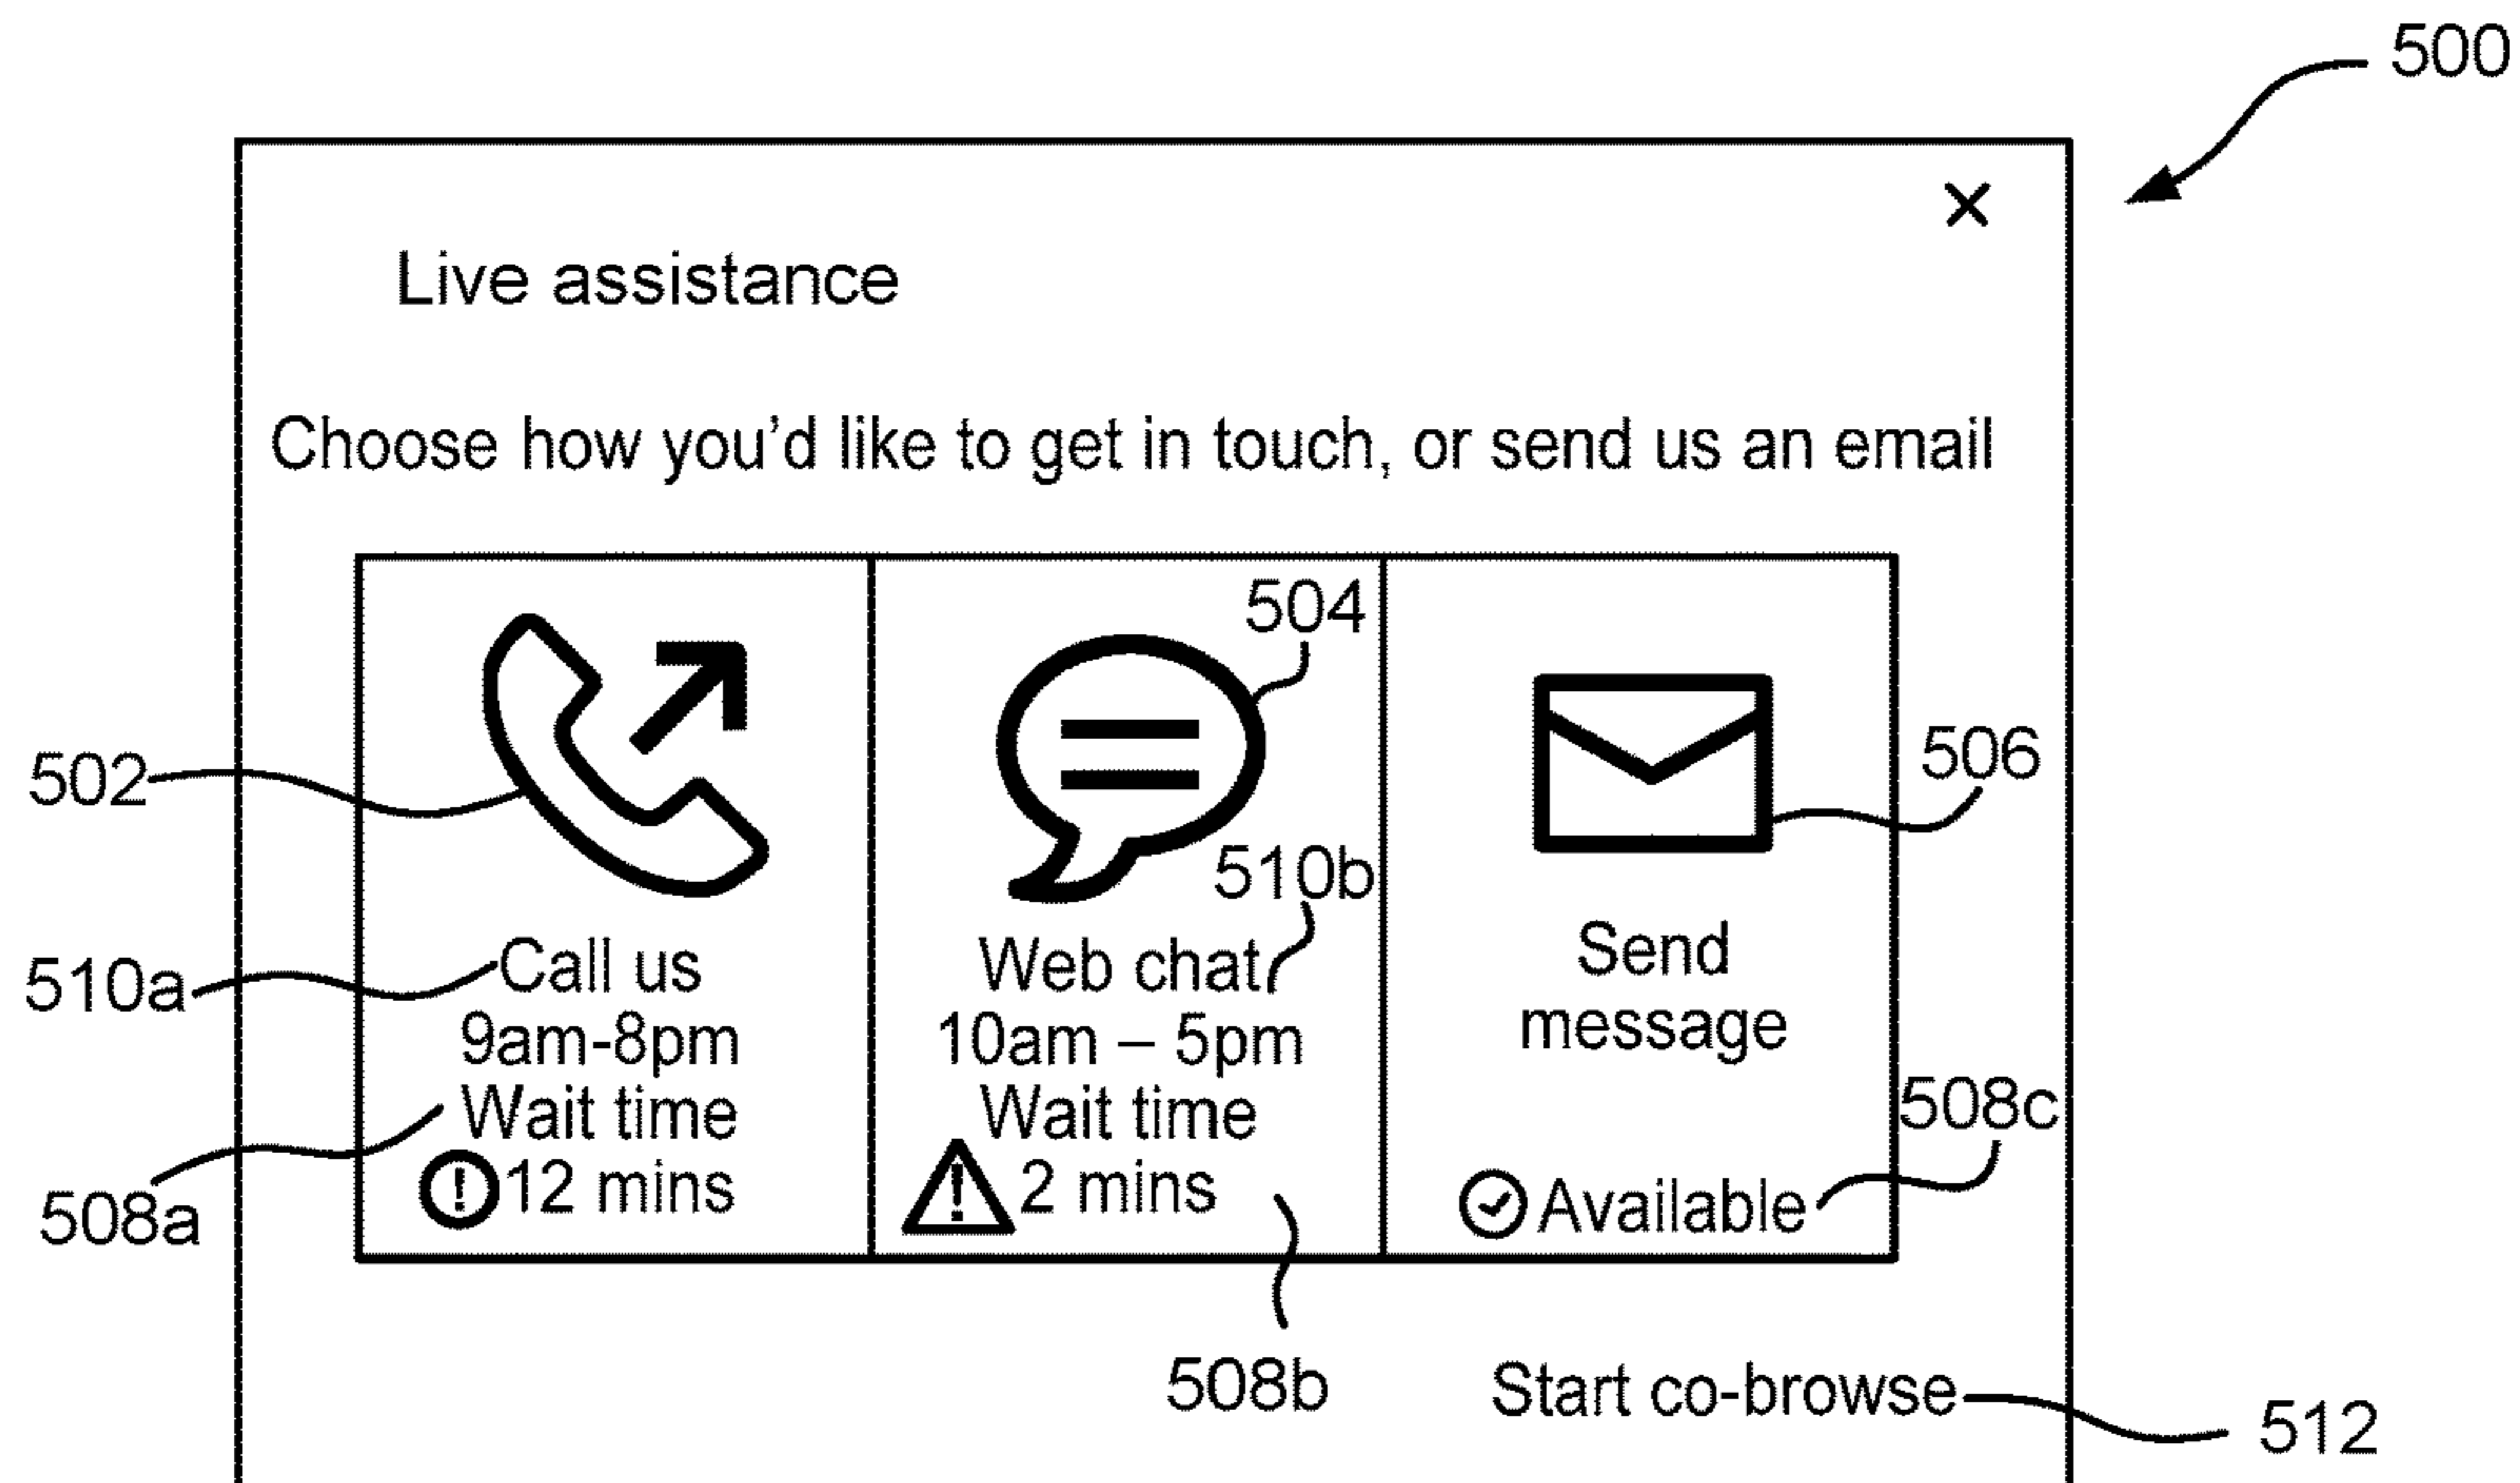 500
×
Live assistance
Choose how you'd like to get in touch, or send us an email
504
502
506
510b
510a
Call us
9am-8pm
Wait time
12 mins
Web chat
10am – 5pm
Wait time
2 mins
Send
message
508c
Available
508a
508b
Start co-browse
512